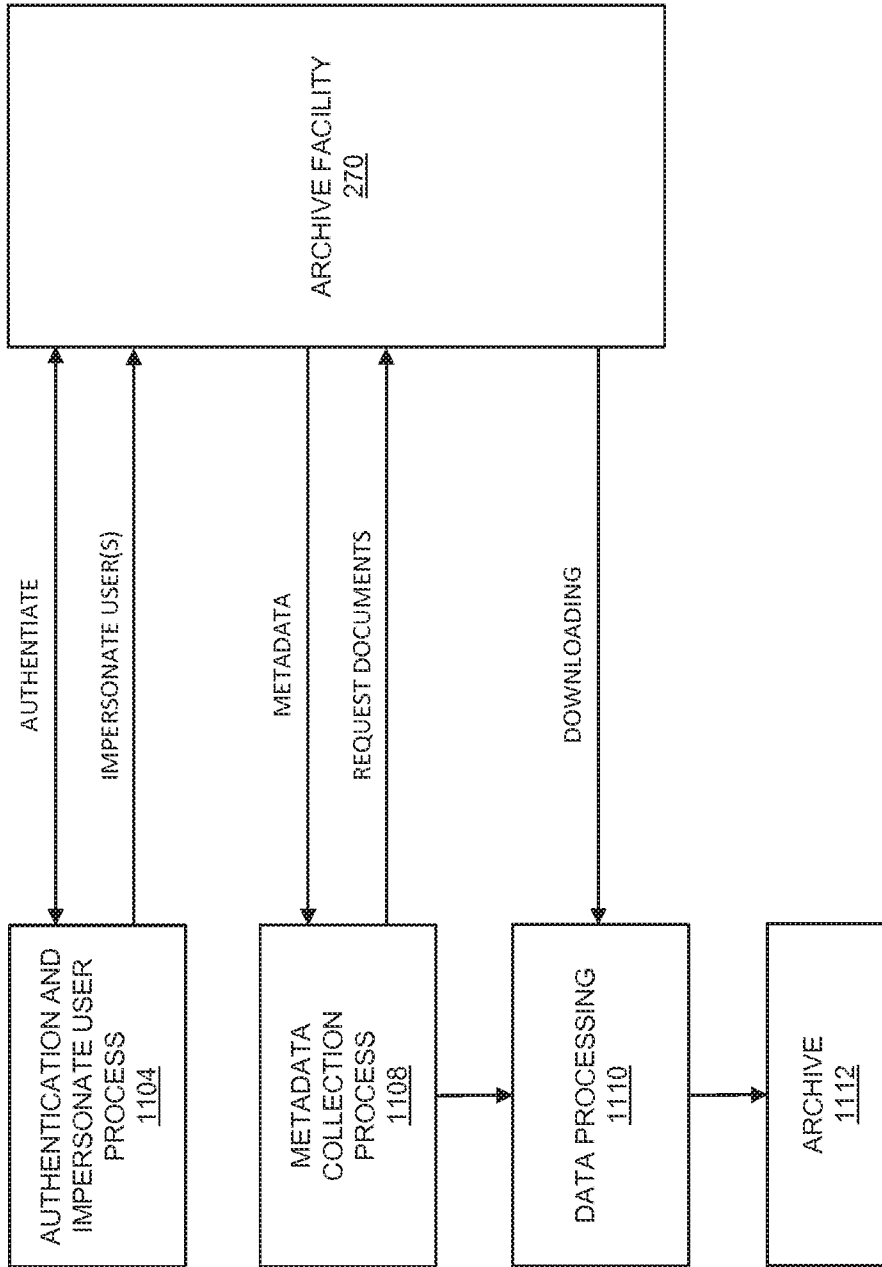 AUTHENTICATION AND
IMPERSONATE USER
PROCESS
1104
AUTHENTIATE
IMPERSONATE USER(S)
ARCHIVE FACILITY
270
METADATA
COLLECTION
PROCESS
1108
METADATA
REQUEST DOCUMENTS
DATA PROCESSING
1110
DOWNLOADING
ARCHIVE
1112